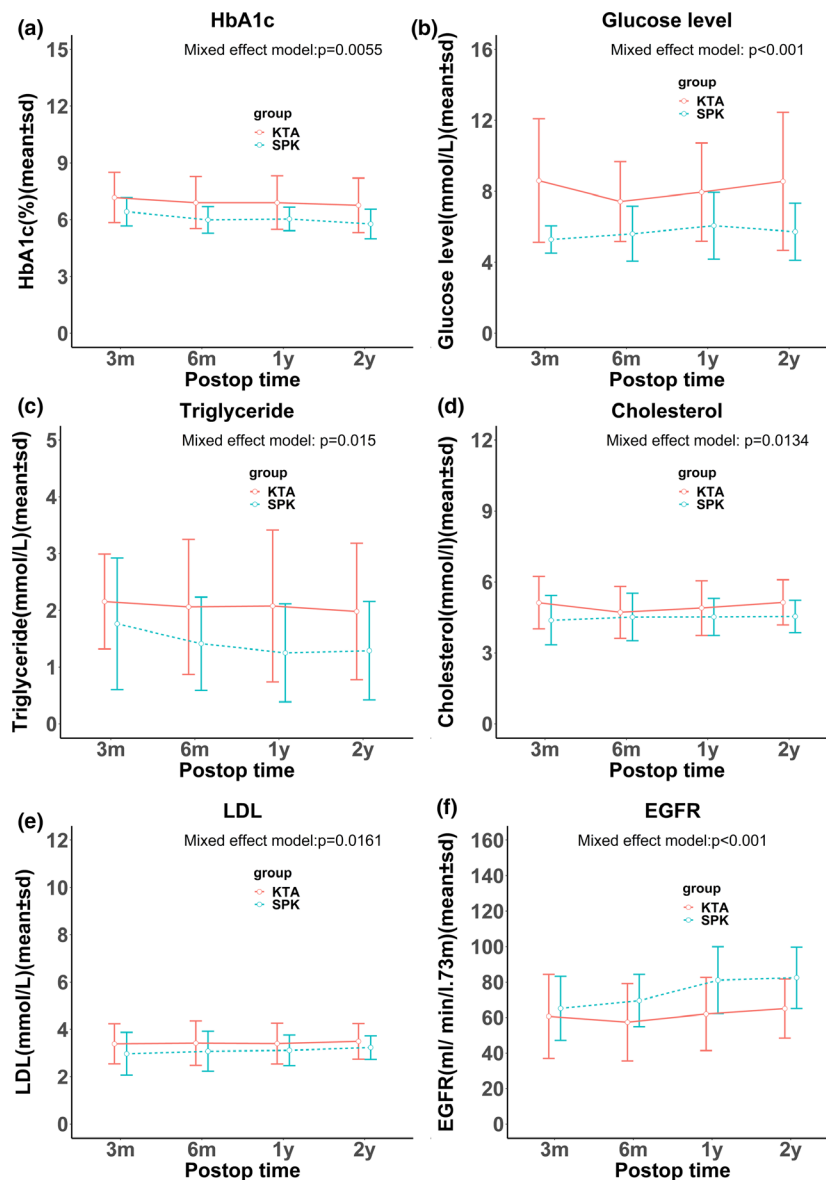 (a)
HbA1c
Mixed effect model:p=0.0055
group
KTA
SPK
HbA1c(%)(mean±sd)
15
12
9
6
3
0
3m 6m 1y 2y
Postop time
(b)
Glucose level
Mixed effect model: p<0.001
group
KTA
SPK
Glucose level(mmol/L)(mean±sd)
16
12
8
4
0
3m 6m 1y 2y
Postop time
(c)
Triglyceride
Mixed effect model: p=0.015
group
KTA
SPK
Triglyceride(mmol/L)(mean±sd)
5
4
3
2
1
0
3m 6m 1y 2y
Postop time
(d)
Cholesterol
Mixed effect model: p=0.0134
group
KTA
SPK
Cholesterol(mmol/l)(mean±sd)
12
9
6
3
0
3m 6m 1y 2y
Postop time
(e)
LDL
Mixed effect model:p=0.0161
group
KTA
SPK
LDL(mmol/L)(mean±sd)
12
10
8
6
4
2
0
3m 6m 1y 2y
Postop time
(f)
EGFR
Mixed effect model:p<0.001
group
KTA
SPK
EGFR(ml/ min/l.73m)(mean±sd)
160
140
120
100
80
60
40
20
0
3m 6m 1y 2y
Postop time